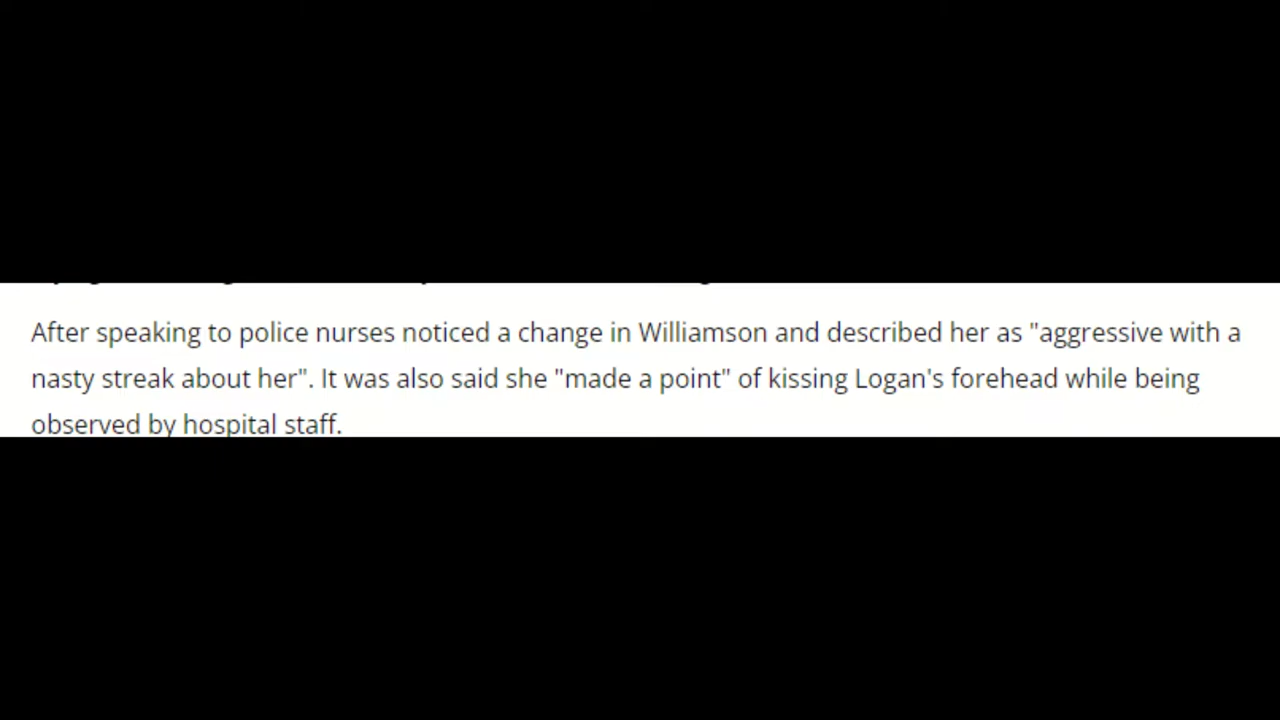 After speaking to police nurses noticed a change in Williamson and described her as "aggressive with a
nasty streak about her". It was also said she "made a point" of kissing Logan's forehead while being
observed by hospital staff.